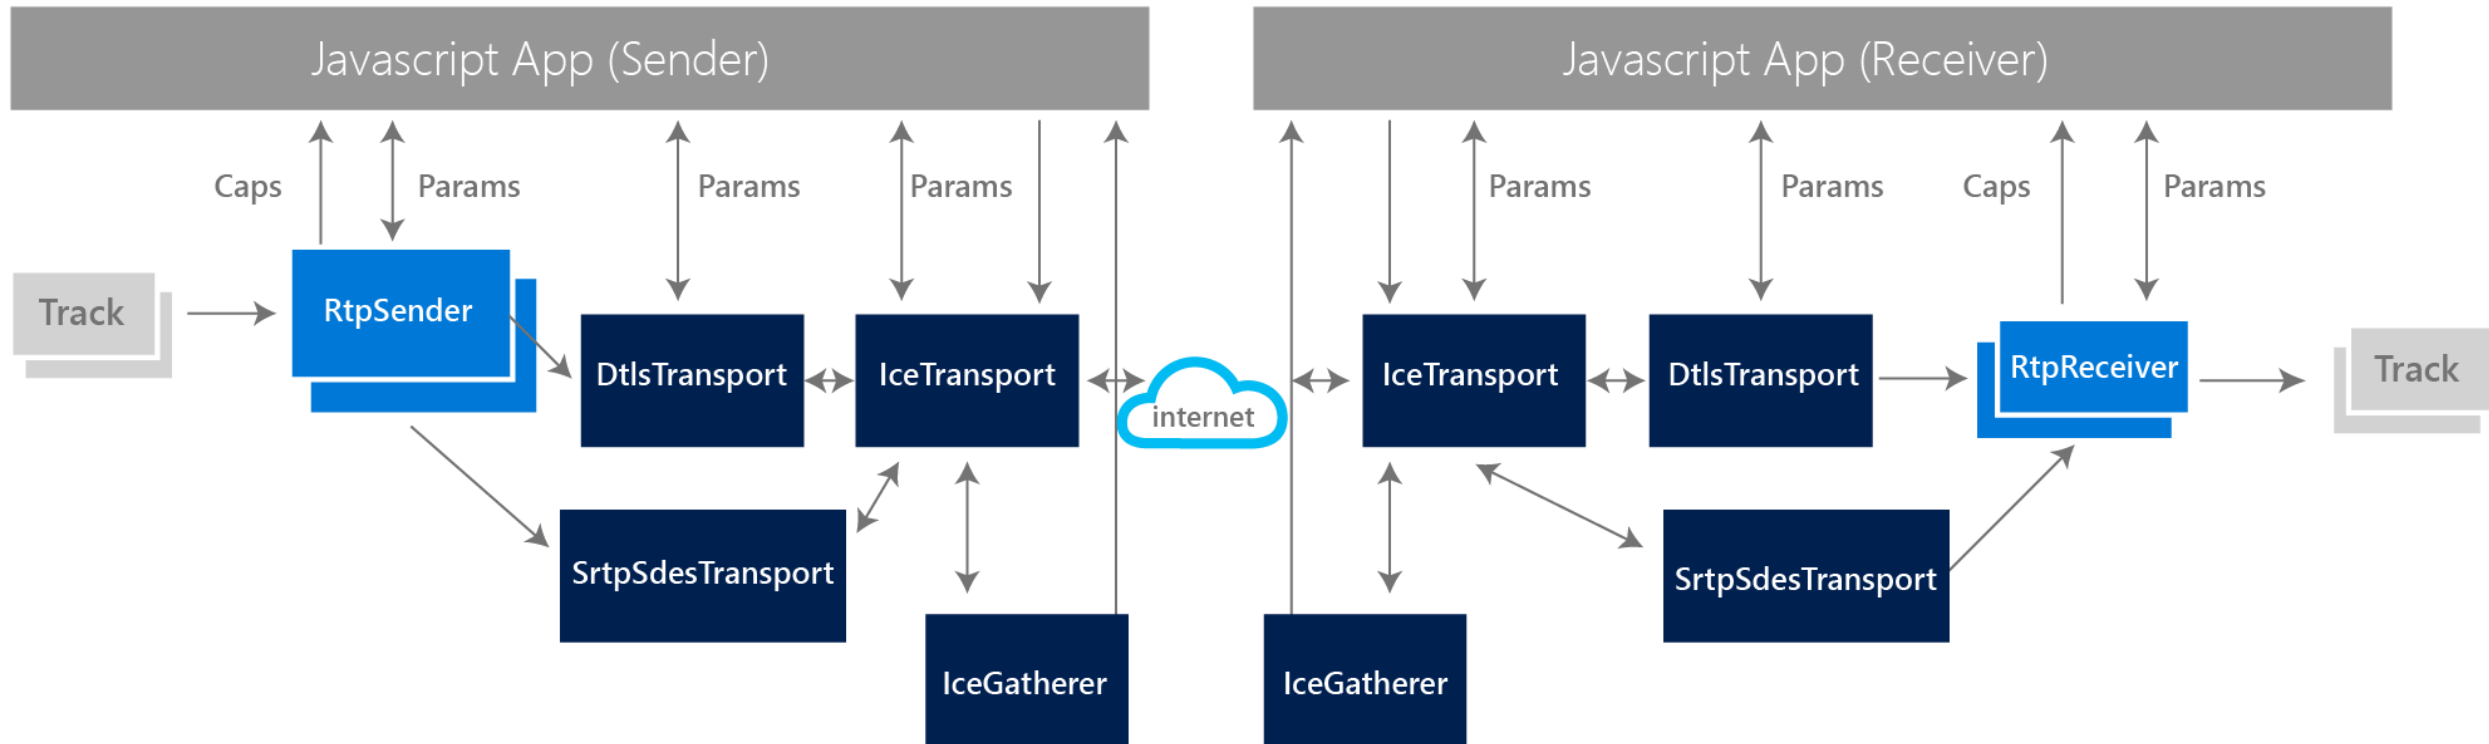 Javascript App (Sender)
Javascript App (Receiver)
Caps
Params
Params
Params
Params
Params
Caps
Params
Track
RtpSender
DtlsTransport
IceTransport
internet
IceTransport
DtlsTransport
RtpReceiver
Track
SrtpSdesTransport
SrtpSdesTransport
IceGatherer
IceGatherer